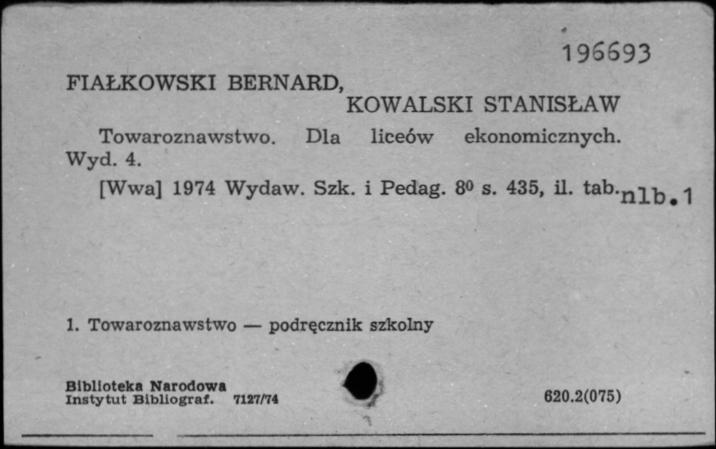 196693
FIAŁKOWSKI BERNARD,
KOWALSKI STANISŁAW
Towaroznawstwo. Dla liceów ekonomicznych.
Wyd. 4.
[Wwa] 1974 Wydaw. Szk. i Pedag. 8⁰ s. 435, il. tab. nlb.1
1. Towaroznawstwo — podręcznik szkolny
Biblioteka Narodowa
Instytut Bibliograf. 7127/74
620.2(075)